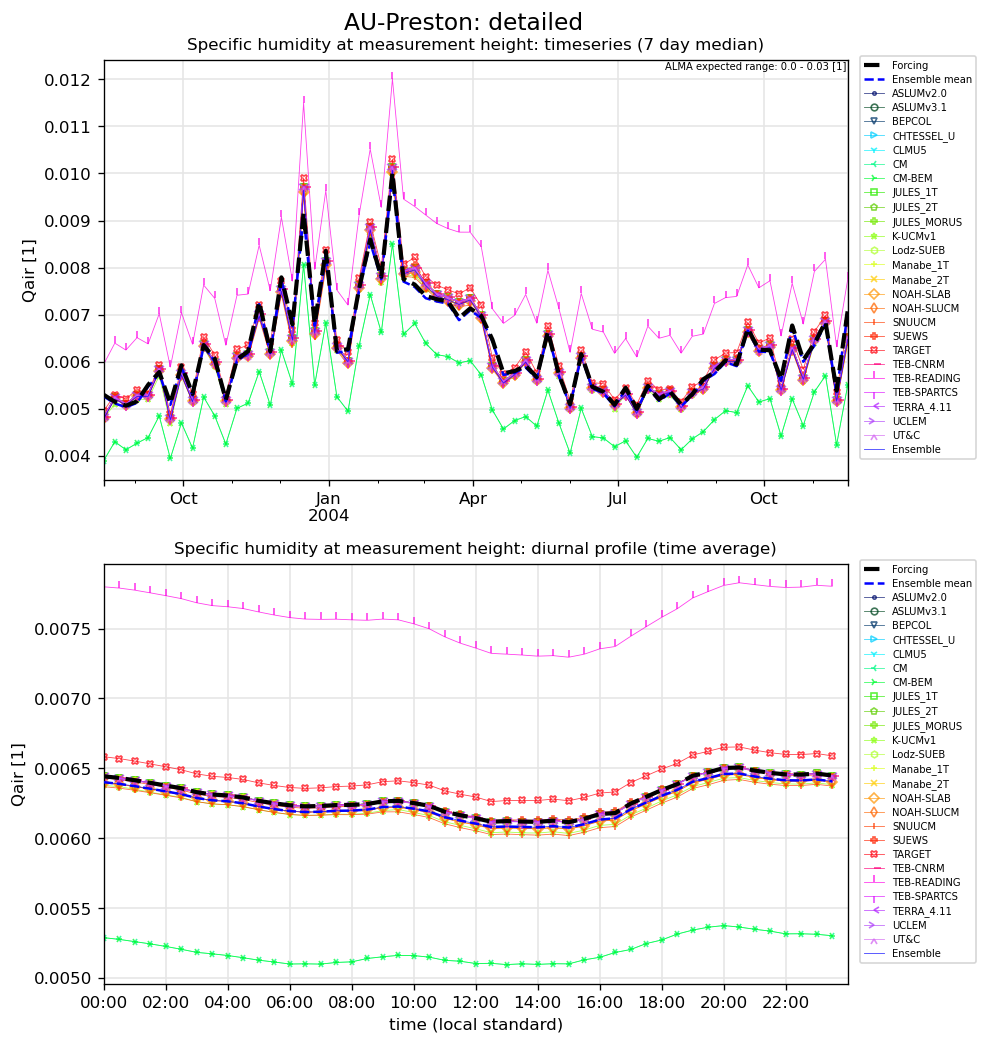 AU-Preston: detailed
Specific humidity at measurement height: timeseries (7 day median)
ALMA expected range: 0.0 - 0.03 [1]
0.012
0.011
0.010
0.009
0.008
0.007
0.006
0.005
0.004
Qair [1]
Oct
Jan
2004
Apr
Jul
Oct
Forcing
Ensemble mean
ASLUMv2.0
ASLUMv3.1
BEPCOL
CHTESSEL_U
CLMU5
CM
CM-BEM
JULES_1T
JULES_2T
JULES_MORUS
K-UCMv1
Lodz-SUEB
Manabe_1T
Manabe_2T
NOAH-SLAB
NOAH-SLUCM
SNUUCM
SUEWS
TARGET
TEB-CNRM
TEB-READING
TEB-SPARTCS
TERRA_4.11
UCLEM
UT&C
Ensemble
Specific humidity at measurement height: diurnal profile (time average)
0.0075
0.0070
0.0065
0.0060
0.0055
0.0050
Qair [1]
00:00
02:00
04:00
06:00
08:00
10:00
12:00
14:00
16:00
18:00
20:00
22:00
time (local standard)
Forcing
Ensemble mean
ASLUMv2.0
ASLUMv3.1
BEPCOL
CHTESSEL_U
CLMU5
CM
CM-BEM
JULES_1T
JULES_2T
JULES_MORUS
K-UCMv1
Lodz-SUEB
Manabe_1T
Manabe_2T
NOAH-SLAB
NOAH-SLUCM
SNUUCM
SUEWS
TARGET
TEB-CNRM
TEB-READING
TEB-SPARTCS
TERRA_4.11
UCLEM
UT&C
Ensemble